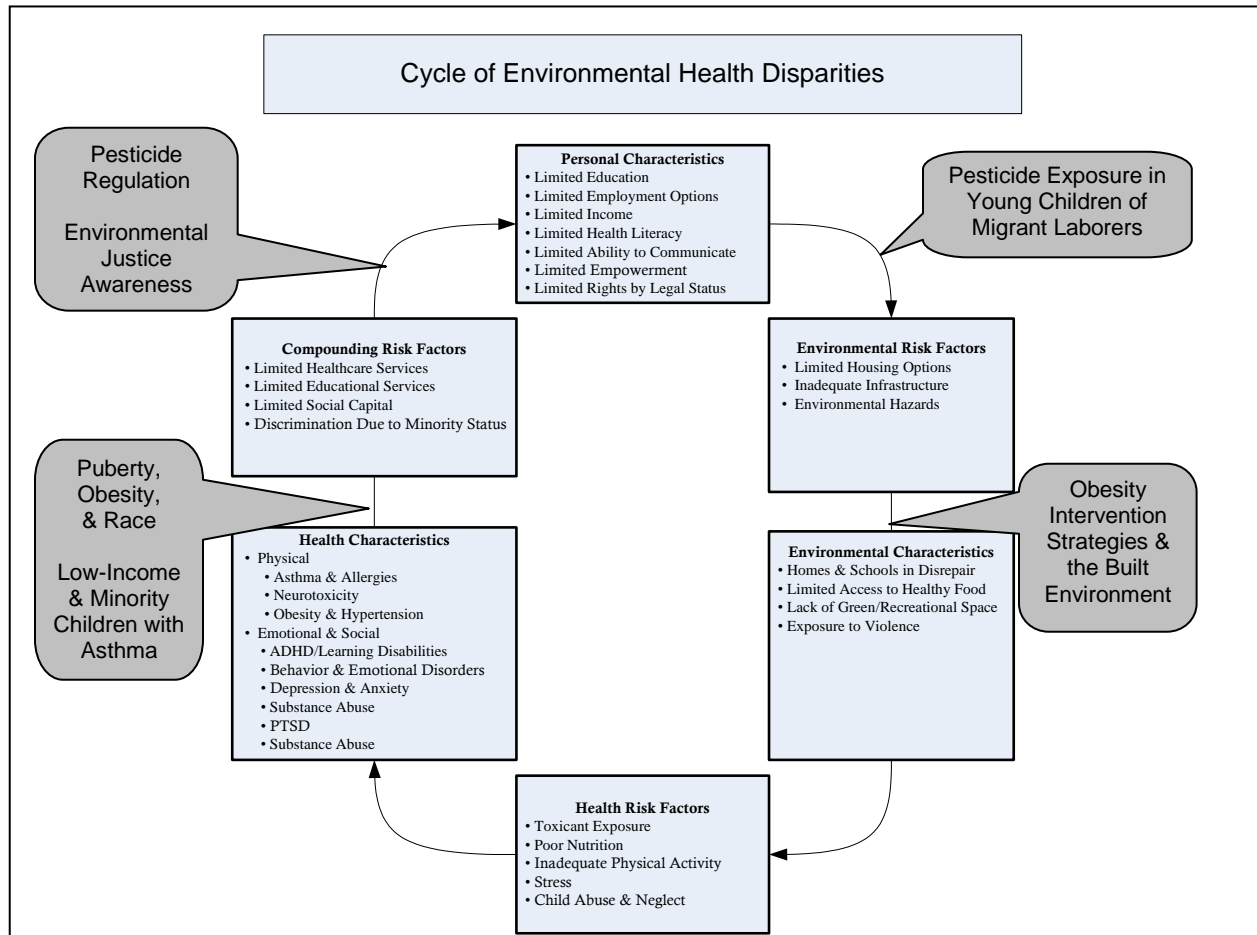 Cycle of Environmental Health Disparities
Pesticide
Regulation
Environmental
Justice
Awareness
Personal Characteristics
• Limited Education
• Limited Employment Options
• Limited Income
• Limited Health Literacy
• Limited Ability to Communicate
• Limited Empowerment
• Limited Rights by Legal Status
Pesticide Exposure in
Young Children of
Migrant Laborers
Compounding Risk Factors
• Limited Healthcare Services
• Limited Educational Services
• Limited Social Capital
• Discrimination Due to Minority Status
Environmental Risk Factors
• Limited Housing Options
• Inadequate Infrastructure
• Environmental Hazards
Puberty,
Obesity,
& Race
Low-Income
& Minority
Children with
Asthma
Health Characteristics
• Physical
• Asthma & Allergies
• Neurotoxicity
• Obesity & Hypertension
• Emotional & Social
• ADHD/Learning Disabilities
• Behavior & Emotional Disorders
• Depression & Anxiety
• Substance Abuse
• PTSD
• Substance Abuse
Environmental Characteristics
• Homes & Schools in Disrepair
• Limited Access to Healthy Food
• Lack of Green/Recreational Space
• Exposure to Violence
Obesity
Intervention
Strategies &
the Built
Environment
Health Risk Factors
• Toxicant Exposure
• Poor Nutrition
• Inadequate Physical Activity
• Stress
• Child Abuse & Neglect